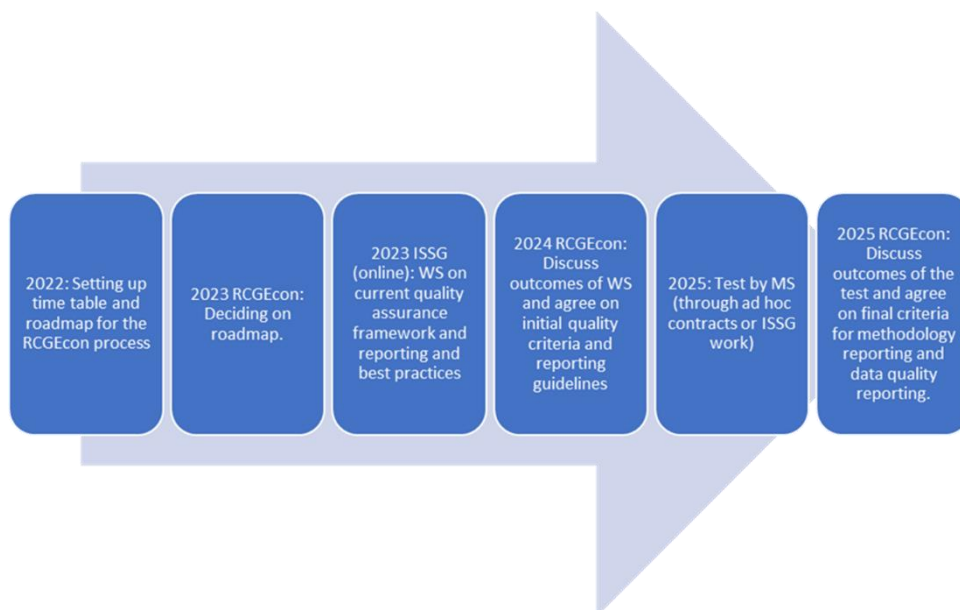 2022: Setting up
time table and
roadmap for the
RCGEcon process
2023 RCGEcon:
Deciding on
roadmap.
2023 ISSG
(online): WS on
current quality
assurance
framework and
reporting and
best practices
2024 RCGEcon:
Discuss
outcomes of WS
and agree on
initial quality
criteria and
reporting
guidelines
2025: Test by MS
(through ad hoc
contracts or ISSG
work)
2025 RCGEcon:
Discuss
outcomes of the
test and agree
on final criteria
for methodology
reporting and
data quality
reporting.